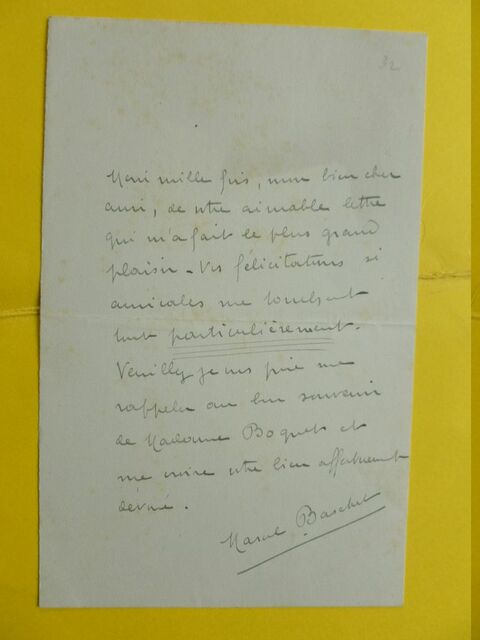 32
Merci mille fois, mon bien cher
ami, de votre aimable lettre
qui m'a fait le plus grand
plaisir - Vos félicitations si
amicales me touchent
tout particulièrement.
Veuillez je vous prie me
rappeler au bon souvenir
de Madame Boquet et
me croire votre bien affectueusement
dévoué.
Marcel Baschet